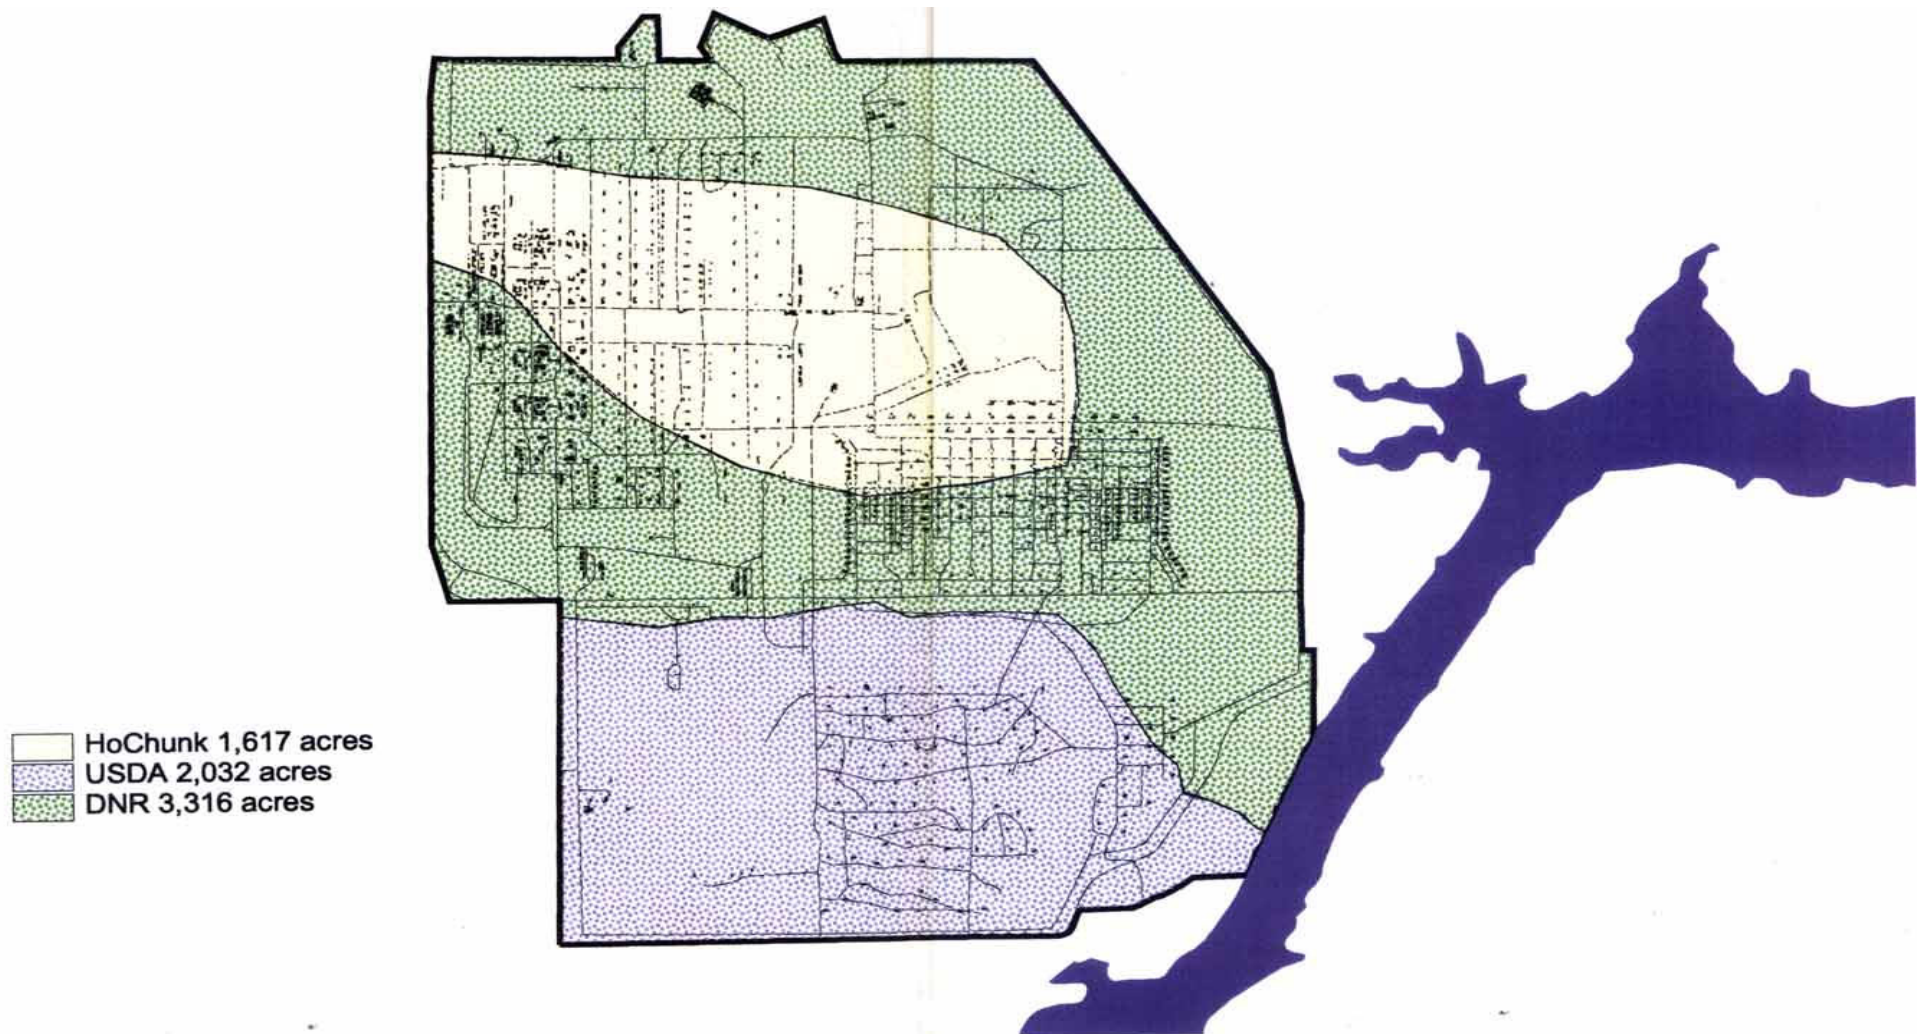 HoChunk 1,617 acres
USDA 2,032 acres
DNR 3,316 acres